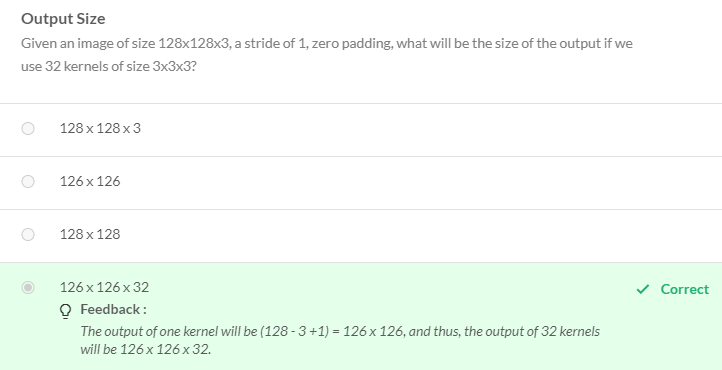 Output Size
Given an image of size 128x128x3, a stride of 1, zero padding, what will be the size of the output if we
use 32 kernels of size 3x3x3?
128 x 128 x 3
126 x 126
128 x 128
126 x 126 x 32
Correct
Feedback :
The output of one kernel will be (128 - 3 +1) = 126 x 126, and thus, the output of 32 kernels
will be 126 x 126 x 32.